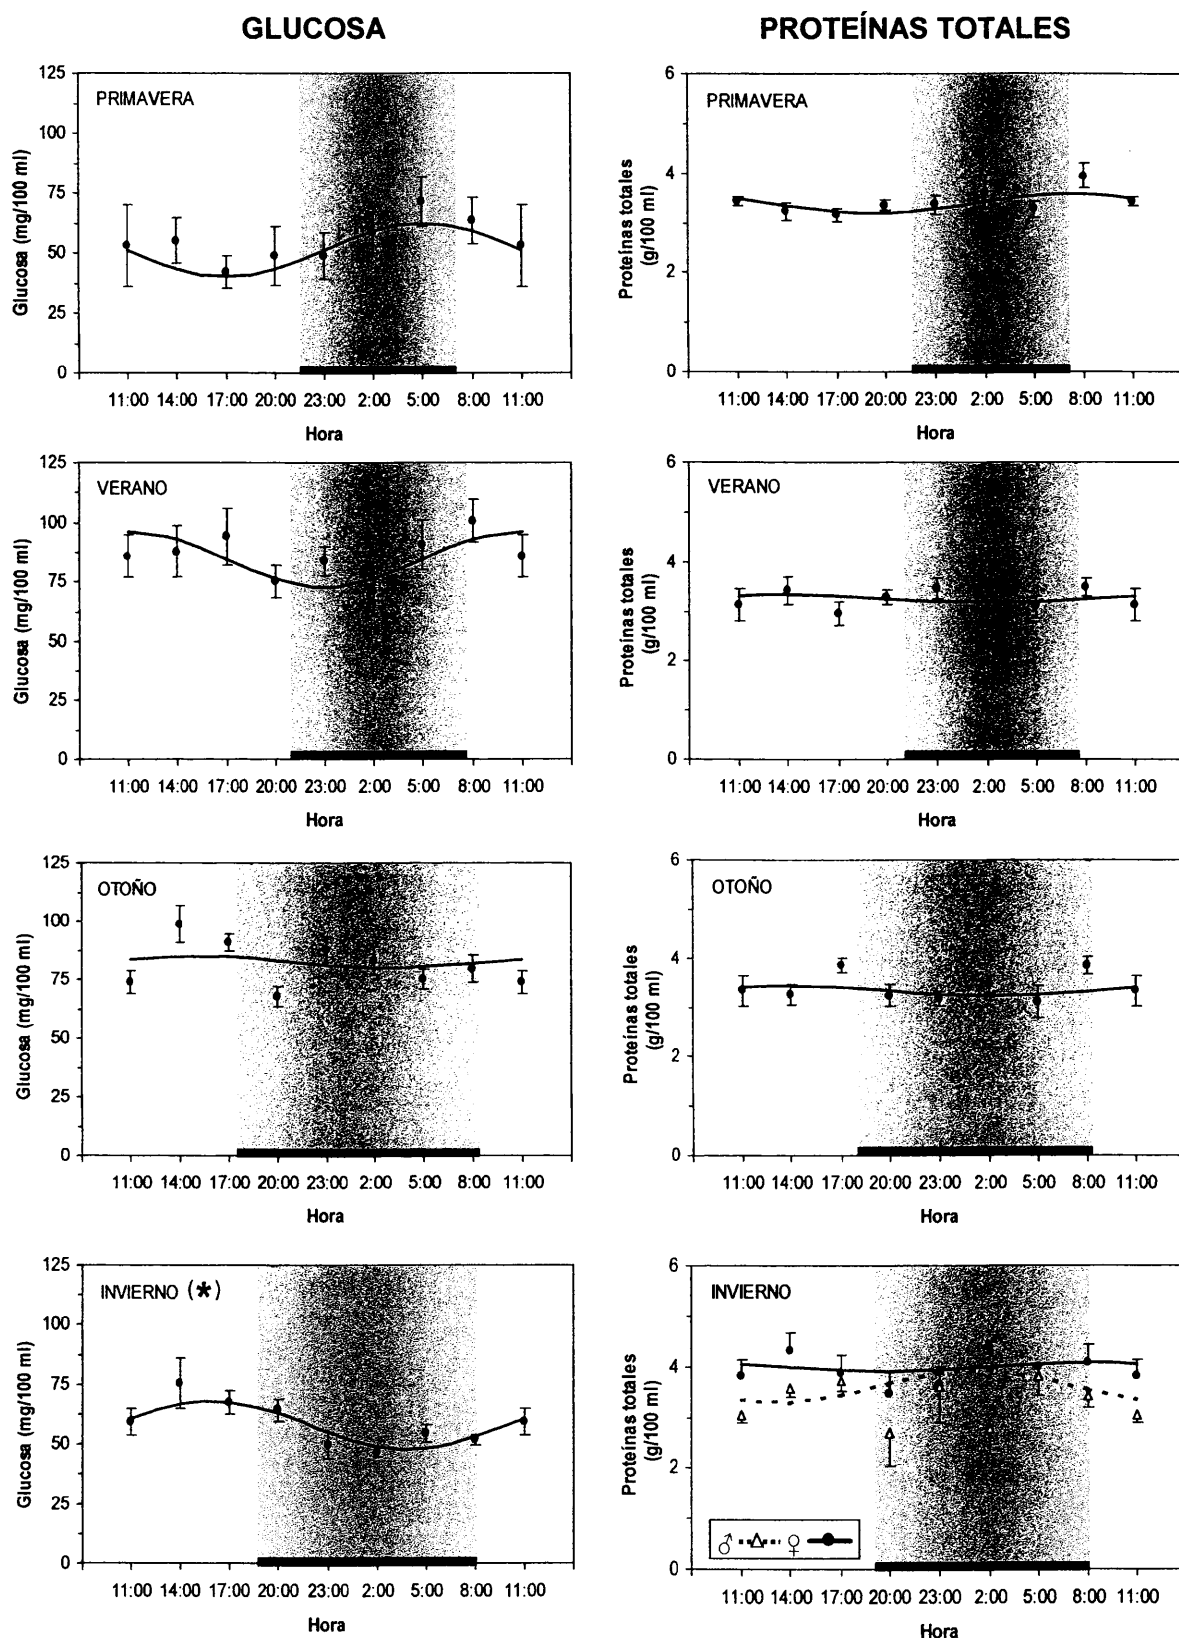 GLUCOSA
PROTEÍNAS TOTALES
125
100
75
50
25
0
Glucosa (mg/100 ml)
PRIMAVERA
11:00 14:00 17:00 20:00 23:00 2:00 5:00 8:00 11:00
Hora
6
4
2
0
Proteínas totales
(g/100 ml)
PRIMAVERA
11:00 14:00 17:00 20:00 23:00 2:00 5:00 8:00 11:00
Hora
125
100
75
50
25
0
Glucosa (mg/100 ml)
VERANO
11:00 14:00 17:00 20:00 23:00 2:00 5:00 8:00 11:00
Hora
6
4
2
0
Proteínas totales
(g/100 ml)
VERANO
11:00 14:00 17:00 20:00 23:00 2:00 5:00 8:00 11:00
Hora
125
100
75
50
25
0
Glucosa (mg/100 ml)
OTOÑO
11:00 14:00 17:00 20:00 23:00 2:00 5:00 8:00 11:00
Hora
6
4
2
0
Proteínas totales
(g/100 ml)
OTOÑO
11:00 14:00 17:00 20:00 23:00 2:00 5:00 8:00 11:00
Hora
125
100
75
50
25
0
Glucosa (mg/100 ml)
INVIERNO (*)
11:00 14:00 17:00 20:00 23:00 2:00 5:00 8:00 11:00
Hora
6
4
2
0
Proteínas totales
(g/100 ml)
INVIERNO
♂ ♀
11:00 14:00 17:00 20:00 23:00 2:00 5:00 8:00 11:00
Hora